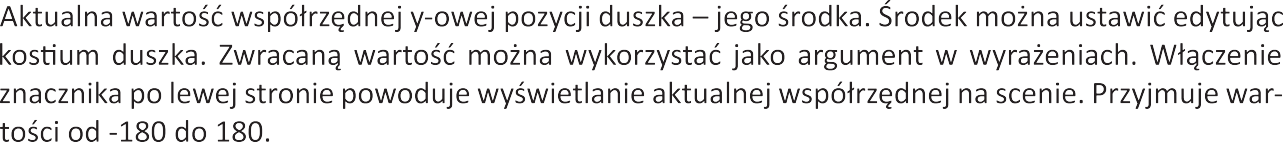 Aktualna wartość współrzędnej y-owej pozycji duszka – jego środka. Środek można ustawić edytując
kostium duszka. Zwracaną wartość można wykorzystać jako argument w wyrażeniach. Włączenie
znacznika po lewej stronie powoduje wyświetlanie aktualnej współrzędnej na scenie. Przyjmuje war-
tości od -180 do 180.